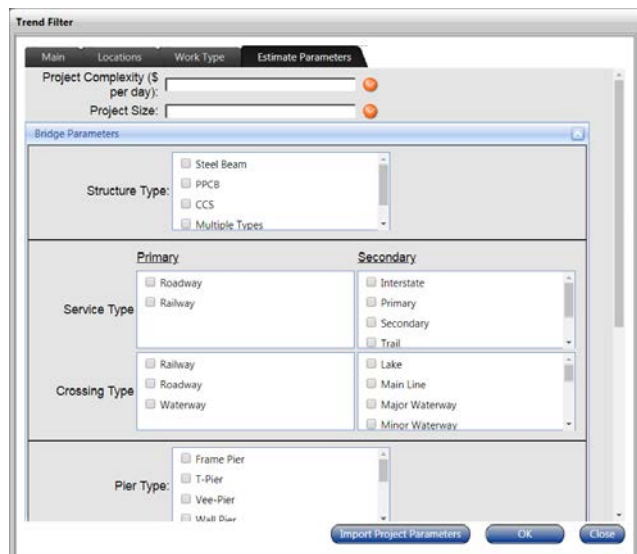 Trend Filter
Main Locations Work Type Estimate Parameters
Project Complexity ($
per day):
Project Size:
Bridge Parameters
Structure Type:
Steel Beam
PPCB
CCS
Multiple Types
Primary Secondary
Service Type
Roadway
Railway
Interstate
Primary
Secondary
Trail
Crossing Type
Railway
Roadway
Waterway
Lake
Main Line
Major Waterway
Minor Waterway
Pier Type:
Frame Pier
T-Pier
Vee-Pier
Wall Pier
Import Project Parameters OK Close